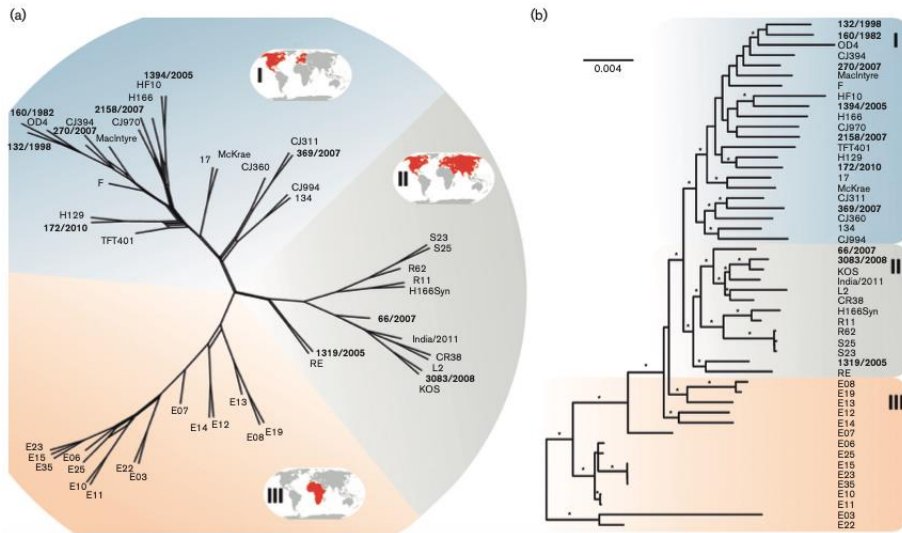 (a)
I
1394/2005
HF10
H166
2158/2007
CJ970
160/1982
OD4
CJ394
270/2007
132/1998
MacIntyre
F
17
McKrae
CJ311
369/2007
CJ360
CJ994
134
H129
172/2010
TFT401
II
S23
S25
R62
R11
H166Syn
66/2007
India/2011
1319/2005
RE
CR38
L2
3083/2008
KOS
E07
E13
E14
E12
E08
E19
E23
E15
E35
E06
E25
E22
E03
E10
E11
III
(b)
0.004
132/1998
160/1982
I
OD4
CJ394
270/2007
MacIntyre
F
HF10
1394/2005
H166
CJ970
2158/2007
TFT401
H129
172/2010
17
McKrae
CJ311
369/2007
CJ360
134
CJ994
66/2007
3083/2008
II
KOS
India/2011
L2
CR38
H166Syn
R11
R62
S25
S23
1319/2005
RE
E08
E19
E13
III
E12
E14
E07
E06
E25
E15
E23
E35
E10
E11
E03
E22